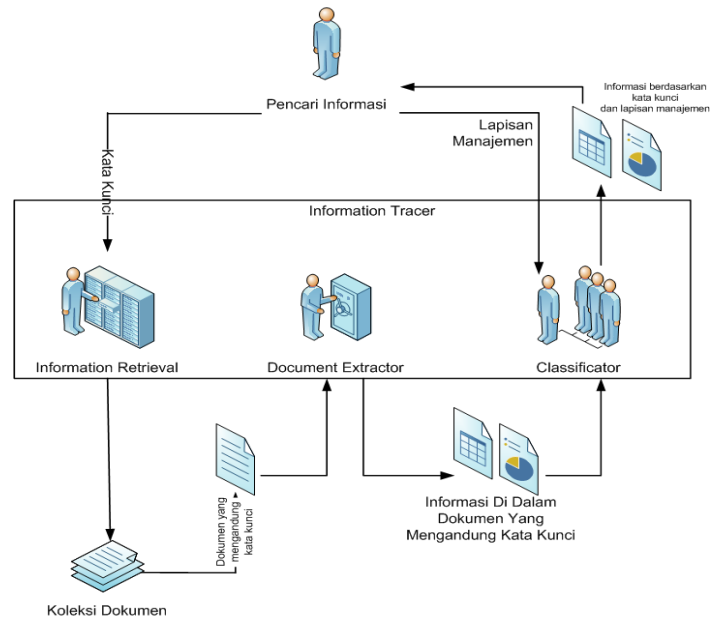 Pencari Informasi
Informasi berdasarkan
kata kunci
dan lapisan manajemen
Lapisan
Manajemen
Kata Kunci
Information Tracer
Information Retrieval
Document Extractor
Classificator
Dokumen yang
mengandung
kata kunci
Informasi Di Dalam
Dokumen Yang
Mengandung Kata Kunci
Koleksi Dokumen